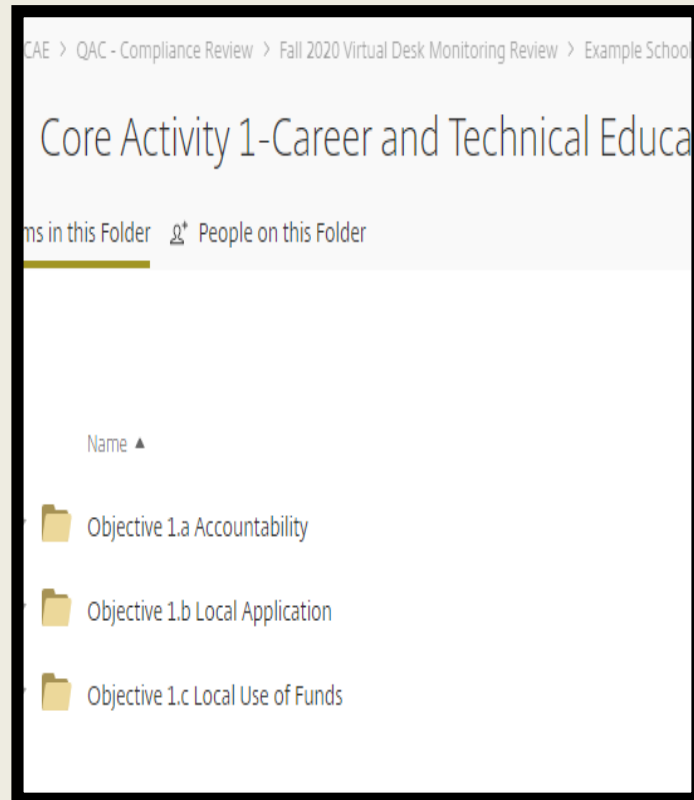 CAE > QAC - Compliance Review > Fall 2020 Virtual Desk Monitoring Review > Example School
Core Activity 1-Career and Technical Educa
ms in this Folder People on this Folder
Name ▲
Objective 1.a Accountability
Objective 1.b Local Application
Objective 1.c Local Use of Funds